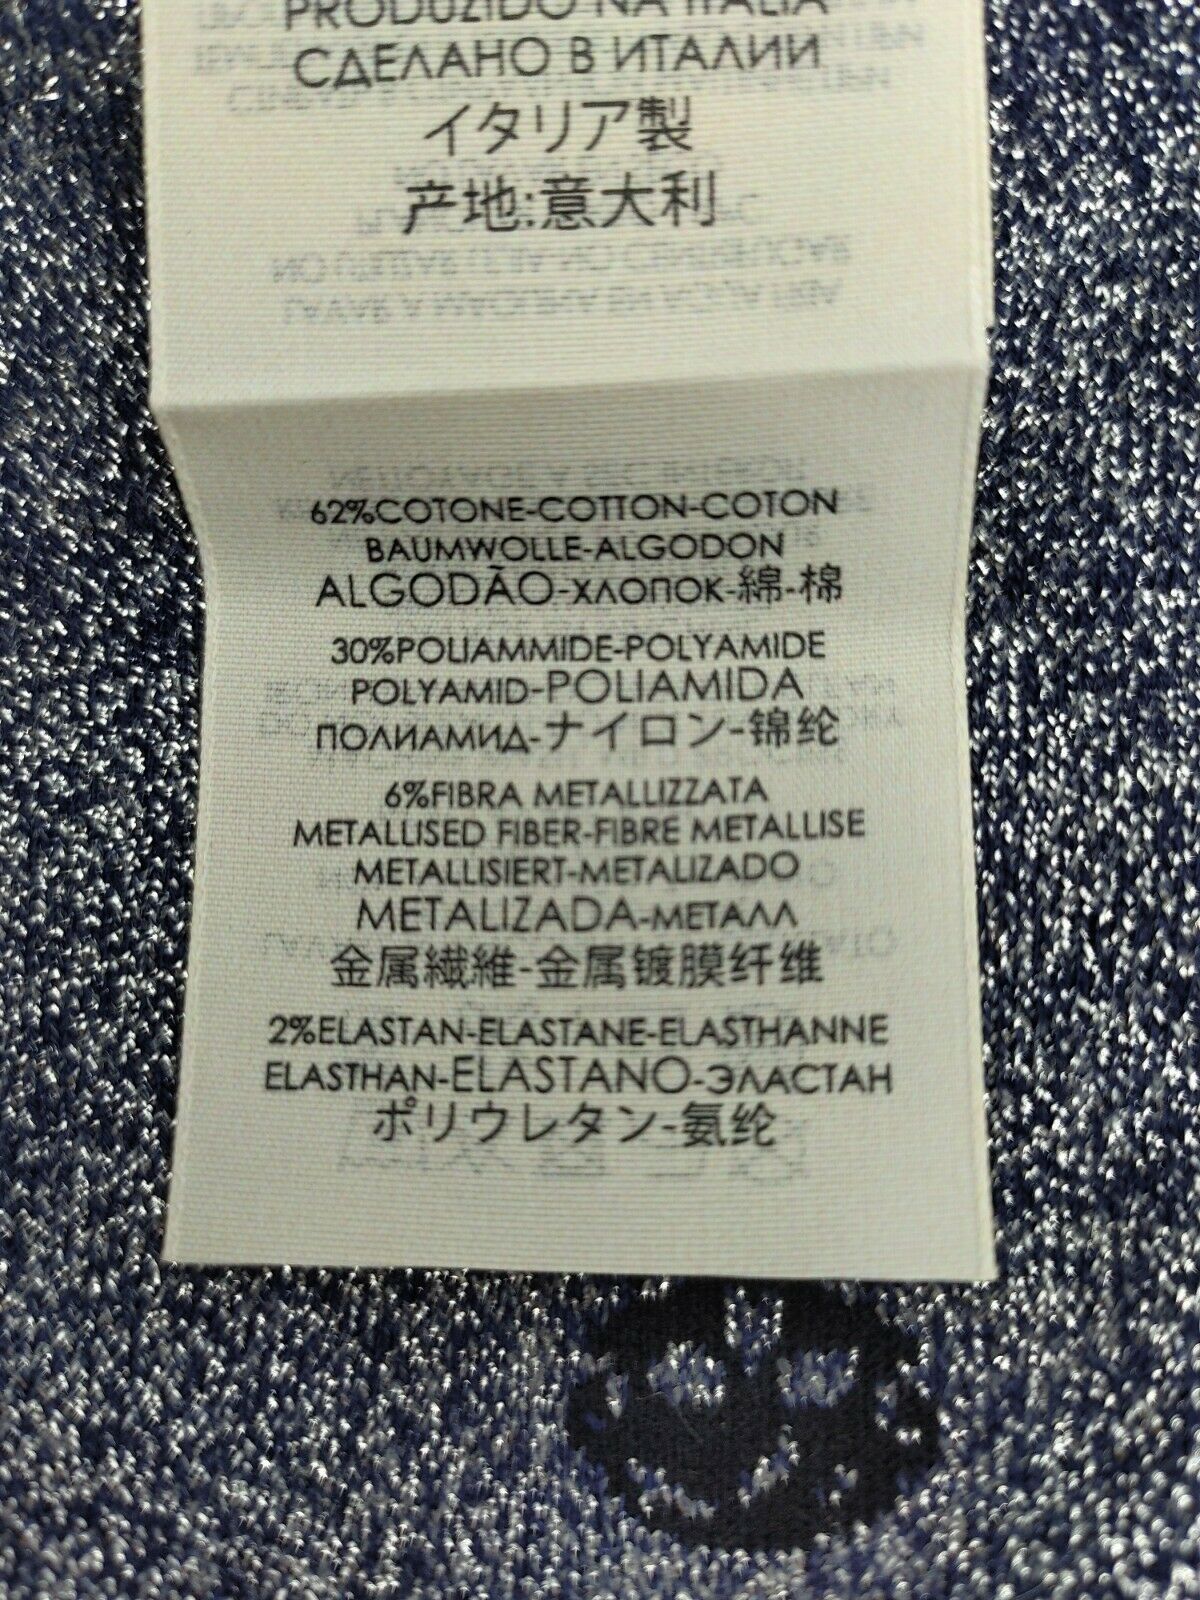 PRODUZIDO NA ITALIA
СДЕЛАНО В ИТАЛИИ
イタリア製
产地:意大利
62%COTONE-COTTON-COTON
BAUMWOLLE-ALGODON
ALGODÃO-ХЛОПОК-綿-棉
30%POLIAMMIDE-POLYAMIDE
POLYAMID-POLIAMIDA
ПОЛИАМИД-ナイロン-锦纶
6%FIBRA METALLIZZATA
METALLISED FIBER-FIBRE METALLISE
METALLISIERT-METALIZADO
METALIZADA-МЕТАЛЛ
金属繊維-金属镀膜纤维
2%ELASTAN-ELASTANE-ELASTHANNE
ELASTHAN-ELASTANO-ЭЛАСТАН
ポリウレタン-氨纶